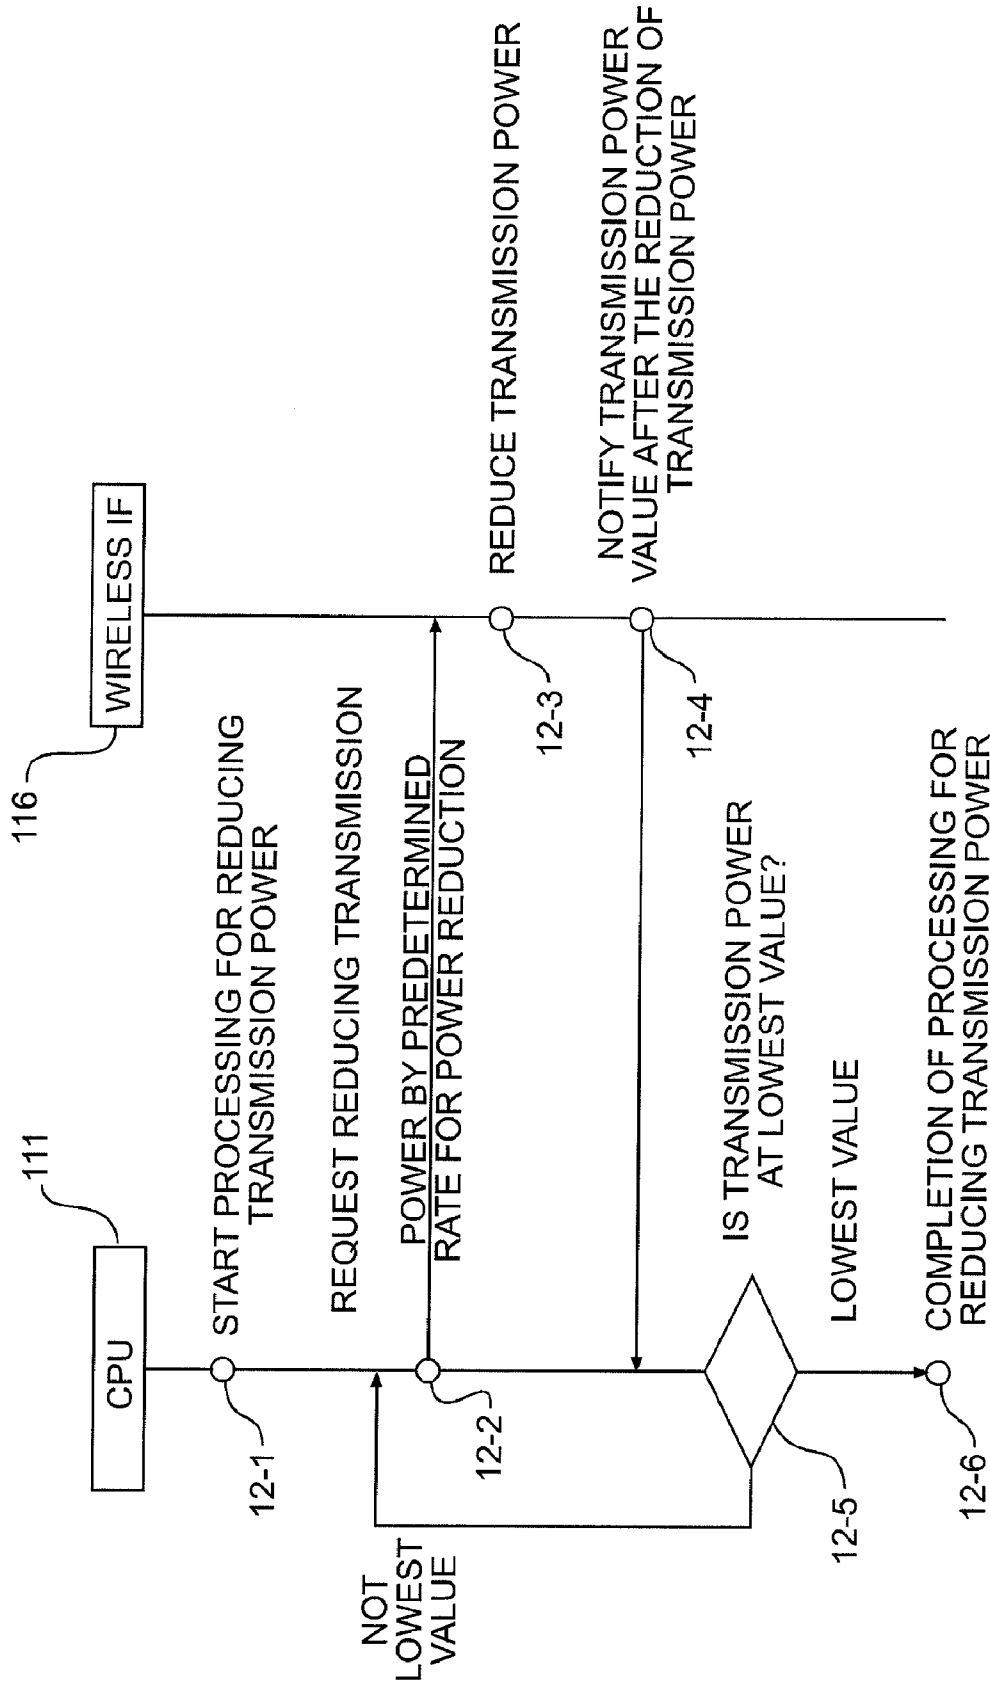 CPU
111
WIRELESS IF
116
START PROCESSING FOR REDUCING
TRANSMISSION POWER
12-1
REQUEST REDUCING TRANSMISSION
POWER BY PREDETERMINED
RATE FOR POWER REDUCTION
12-2
NOT
LOWEST
VALUE
REDUCE TRANSMISSION POWER
12-3
NOTIFY TRANSMISSION POWER
VALUE AFTER THE REDUCTION OF
TRANSMISSION POWER
12-4
IS TRANSMISSION POWER
AT LOWEST VALUE?
12-5
LOWEST VALUE
COMPLETION OF PROCESSING FOR
REDUCING TRANSMISSION POWER
12-6